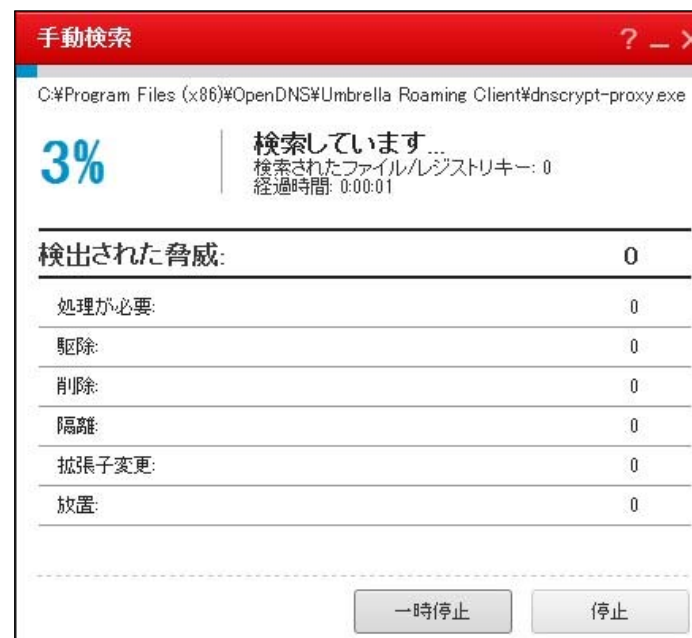 手動検索 ? – ×
C:¥Program Files (x86)¥OpenDNS¥Umbrella Roaming Client¥dnscrypt-proxy.exe
3%
検索しています...
検索されたファイル/レジストリキー: 0
経過時間: 0:00:01
検出された脅威: 0
処理が必要: 0
駆除: 0
削除: 0
隔離: 0
拡張子変更: 0
放置: 0
一時停止 停止